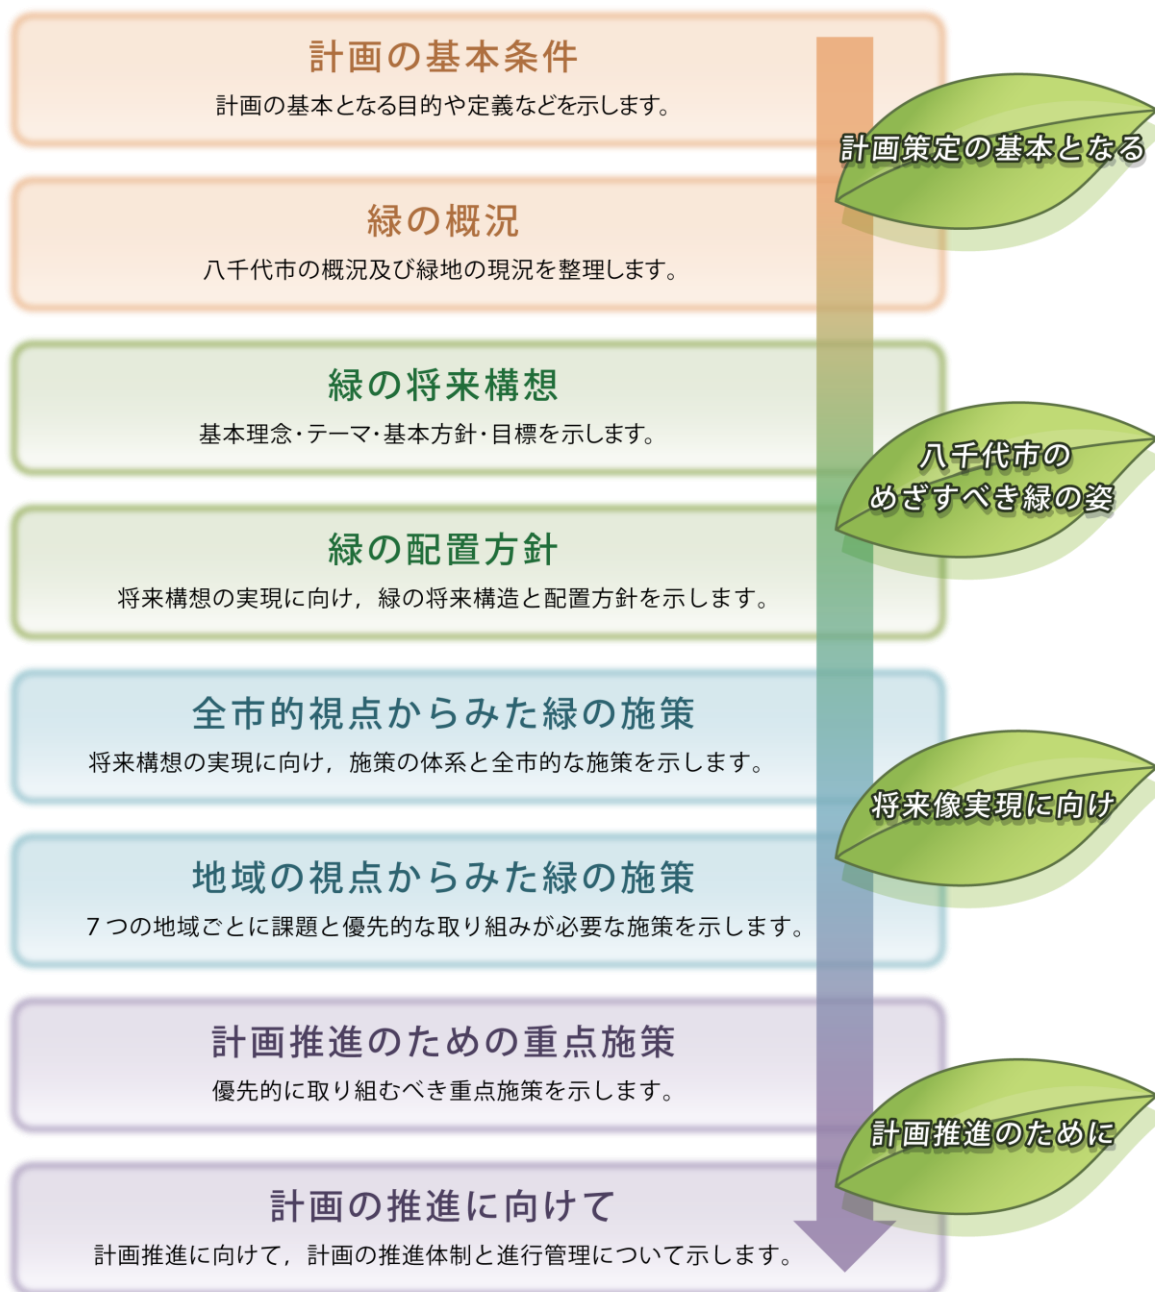 計画の基本条件
計画の基本となる目的や定義などを示します。
計画策定の基本となる
緑の概況
八千代市の概況及び緑地の現況を整理します。
緑の将来構想
基本理念・テーマ・基本方針・目標を示します。
八千代市の
めざすべき緑の姿
緑の配置方針
将来構想の実現に向け，緑の将来構造と配置方針を示します。
全市的視点からみた緑の施策
将来構想の実現に向け，施策の体系と全市的な施策を示します。
将来像実現に向け
地域の視点からみた緑の施策
７つの地域ごとに課題と優先的な取り組みが必要な施策を示します。
計画推進のための重点施策
優先的に取り組むべき重点施策を示します。
計画推進のために
計画の推進に向けて
計画推進に向けて，計画の推進体制と進行管理について示します。